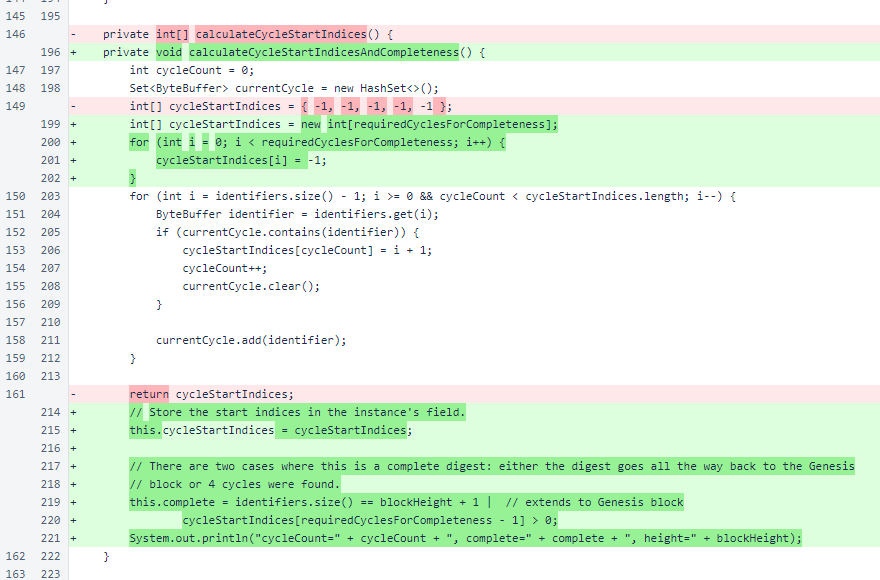 145 195
146 - private int[] calculateCycleStartIndices() {
196 + private void calculateCycleStartIndicesAndCompleteness() {
147 197 int cycleCount = 0;
148 198 Set<ByteBuffer> currentCycle = new HashSet<>();
149 - int[] cycleStartIndices = { -1, -1, -1, -1, -1 };
199 + int[] cycleStartIndices = new int[requiredCyclesForCompleteness];
200 + for (int i = 0; i < requiredCyclesForCompleteness; i++) {
201 + cycleStartIndices[i] = -1;
202 + }
150 203 for (int i = identifiers.size() - 1; i >= 0 && cycleCount < cycleStartIndices.length; i--) {
151 204 ByteBuffer identifier = identifiers.get(i);
152 205 if (currentCycle.contains(identifier)) {
153 206 cycleStartIndices[cycleCount] = i + 1;
154 207 cycleCount++;
155 208 currentCycle.clear();
156 209 }
157 210
158 211 currentCycle.add(identifier);
159 212 }
160 213
161 - return cycleStartIndices;
214 + // Store the start indices in the instance's field.
215 + this.cycleStartIndices = cycleStartIndices;
216 +
217 + // There are two cases where this is a complete digest: either the digest goes all the way back to the Genesis
218 + // block or 4 cycles were found.
219 + this.complete = identifiers.size() == blockHeight + 1 | // extends to Genesis block
220 + cycleStartIndices[requiredCyclesForCompleteness - 1] > 0;
221 + System.out.println("cycleCount=" + cycleCount + ", complete=" + complete + ", height=" + blockHeight);
162 222 }
163 223